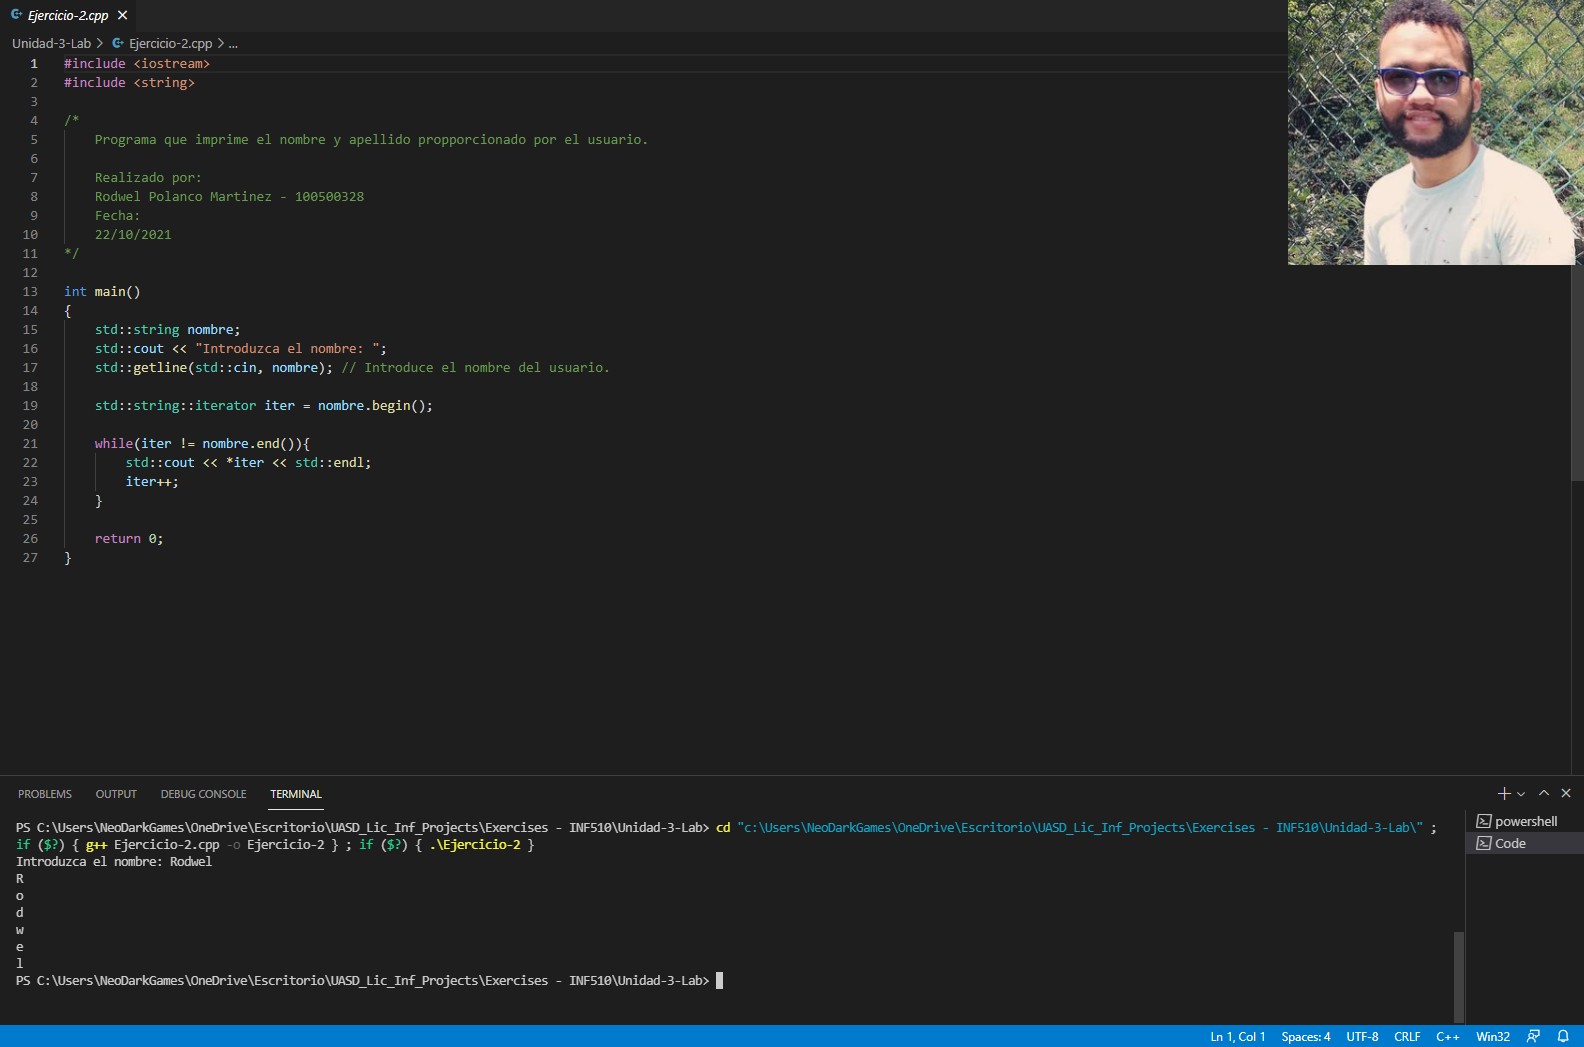 Ejercicio-2.cpp
Unidad-3-Lab > Ejercicio-2.cpp > ...
1 #include <iostream>
2 #include <string>
3
4 /*
5 Programa que imprime el nombre y apellido propporcionado por el usuario.
6
7 Realizado por:
8 Rodwel Polanco Martinez - 100500328
9 Fecha:
10 22/10/2021
11 */
12
13 int main()
14 {
15 std::string nombre;
16 std::cout << "Introduzca el nombre: ";
17 std::getline(std::cin, nombre); // Introduce el nombre del usuario.
18
19 std::string::iterator iter = nombre.begin();
20
21 while(iter != nombre.end()){
22 std::cout << *iter << std::endl;
23 iter++;
24 }
25
26 return 0;
27 }
PROBLEMS OUTPUT DEBUG CONSOLE TERMINAL
PS C:\Users\NeoDarkGames\OneDrive\Escritorio\UASD_Lic_Inf_Projects\Exercises - INF510\Unidad-3-Lab> cd "c:\Users\NeoDarkGames\OneDrive\Escritorio\UASD_Lic_Inf_Projects\Exercises - INF510\Unidad-3-Lab\" ;
if ($?) { g++ Ejercicio-2.cpp -o Ejercicio-2 } ; if ($?) { .\Ejercicio-2 }
Introduzca el nombre: Rodwel
R
o
d
w
e
l
PS C:\Users\NeoDarkGames\OneDrive\Escritorio\UASD_Lic_Inf_Projects\Exercises - INF510\Unidad-3-Lab>
powershell
Code
Ln 1, Col 1 Spaces: 4 UTF-8 CRLF C++ Win32